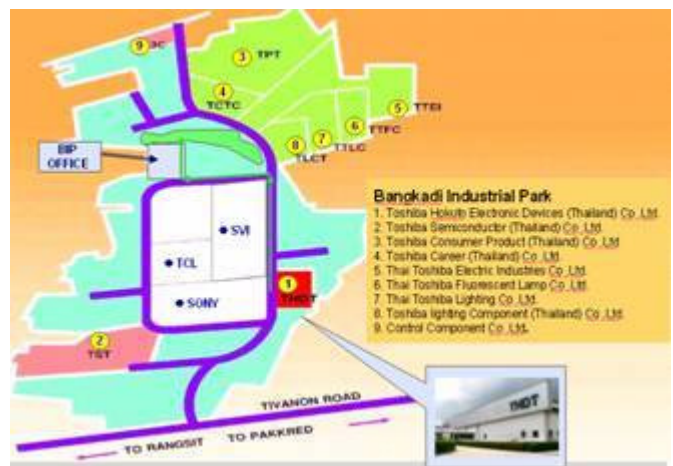 9 3C
3 TPT
4
TCTC
5 TTEI
6
TTFC
7
TTLC
8
TLCT
BIP
OFFICE
SVI
TCL
SONY
1
THDT
2
TST
Bangkadi Industrial Park
1. Toshiba Hokuto Electronic Devices (Thailand) Co.,Ltd.
2. Toshiba Semiconductor (Thailand) Co.,Ltd.
3. Toshiba Consumer Product (Thailand) Co.,Ltd
4. Toshiba Career (Thailand) Co.,Ltd.
5 Thai Toshiba Electric Industries Co.,Ltd.
6 Thai Toshiba Fluorescent Lamp Co.,Ltd.
7 Thai Toshiba Lighting Co.,Ltd.
8. Toshiba lighting Component (Thailand) Co.,Ltd.
9. Control Component Co.,Ltd.
THDT
TIVANON ROAD
TO RANGSIT TO PAKKRED